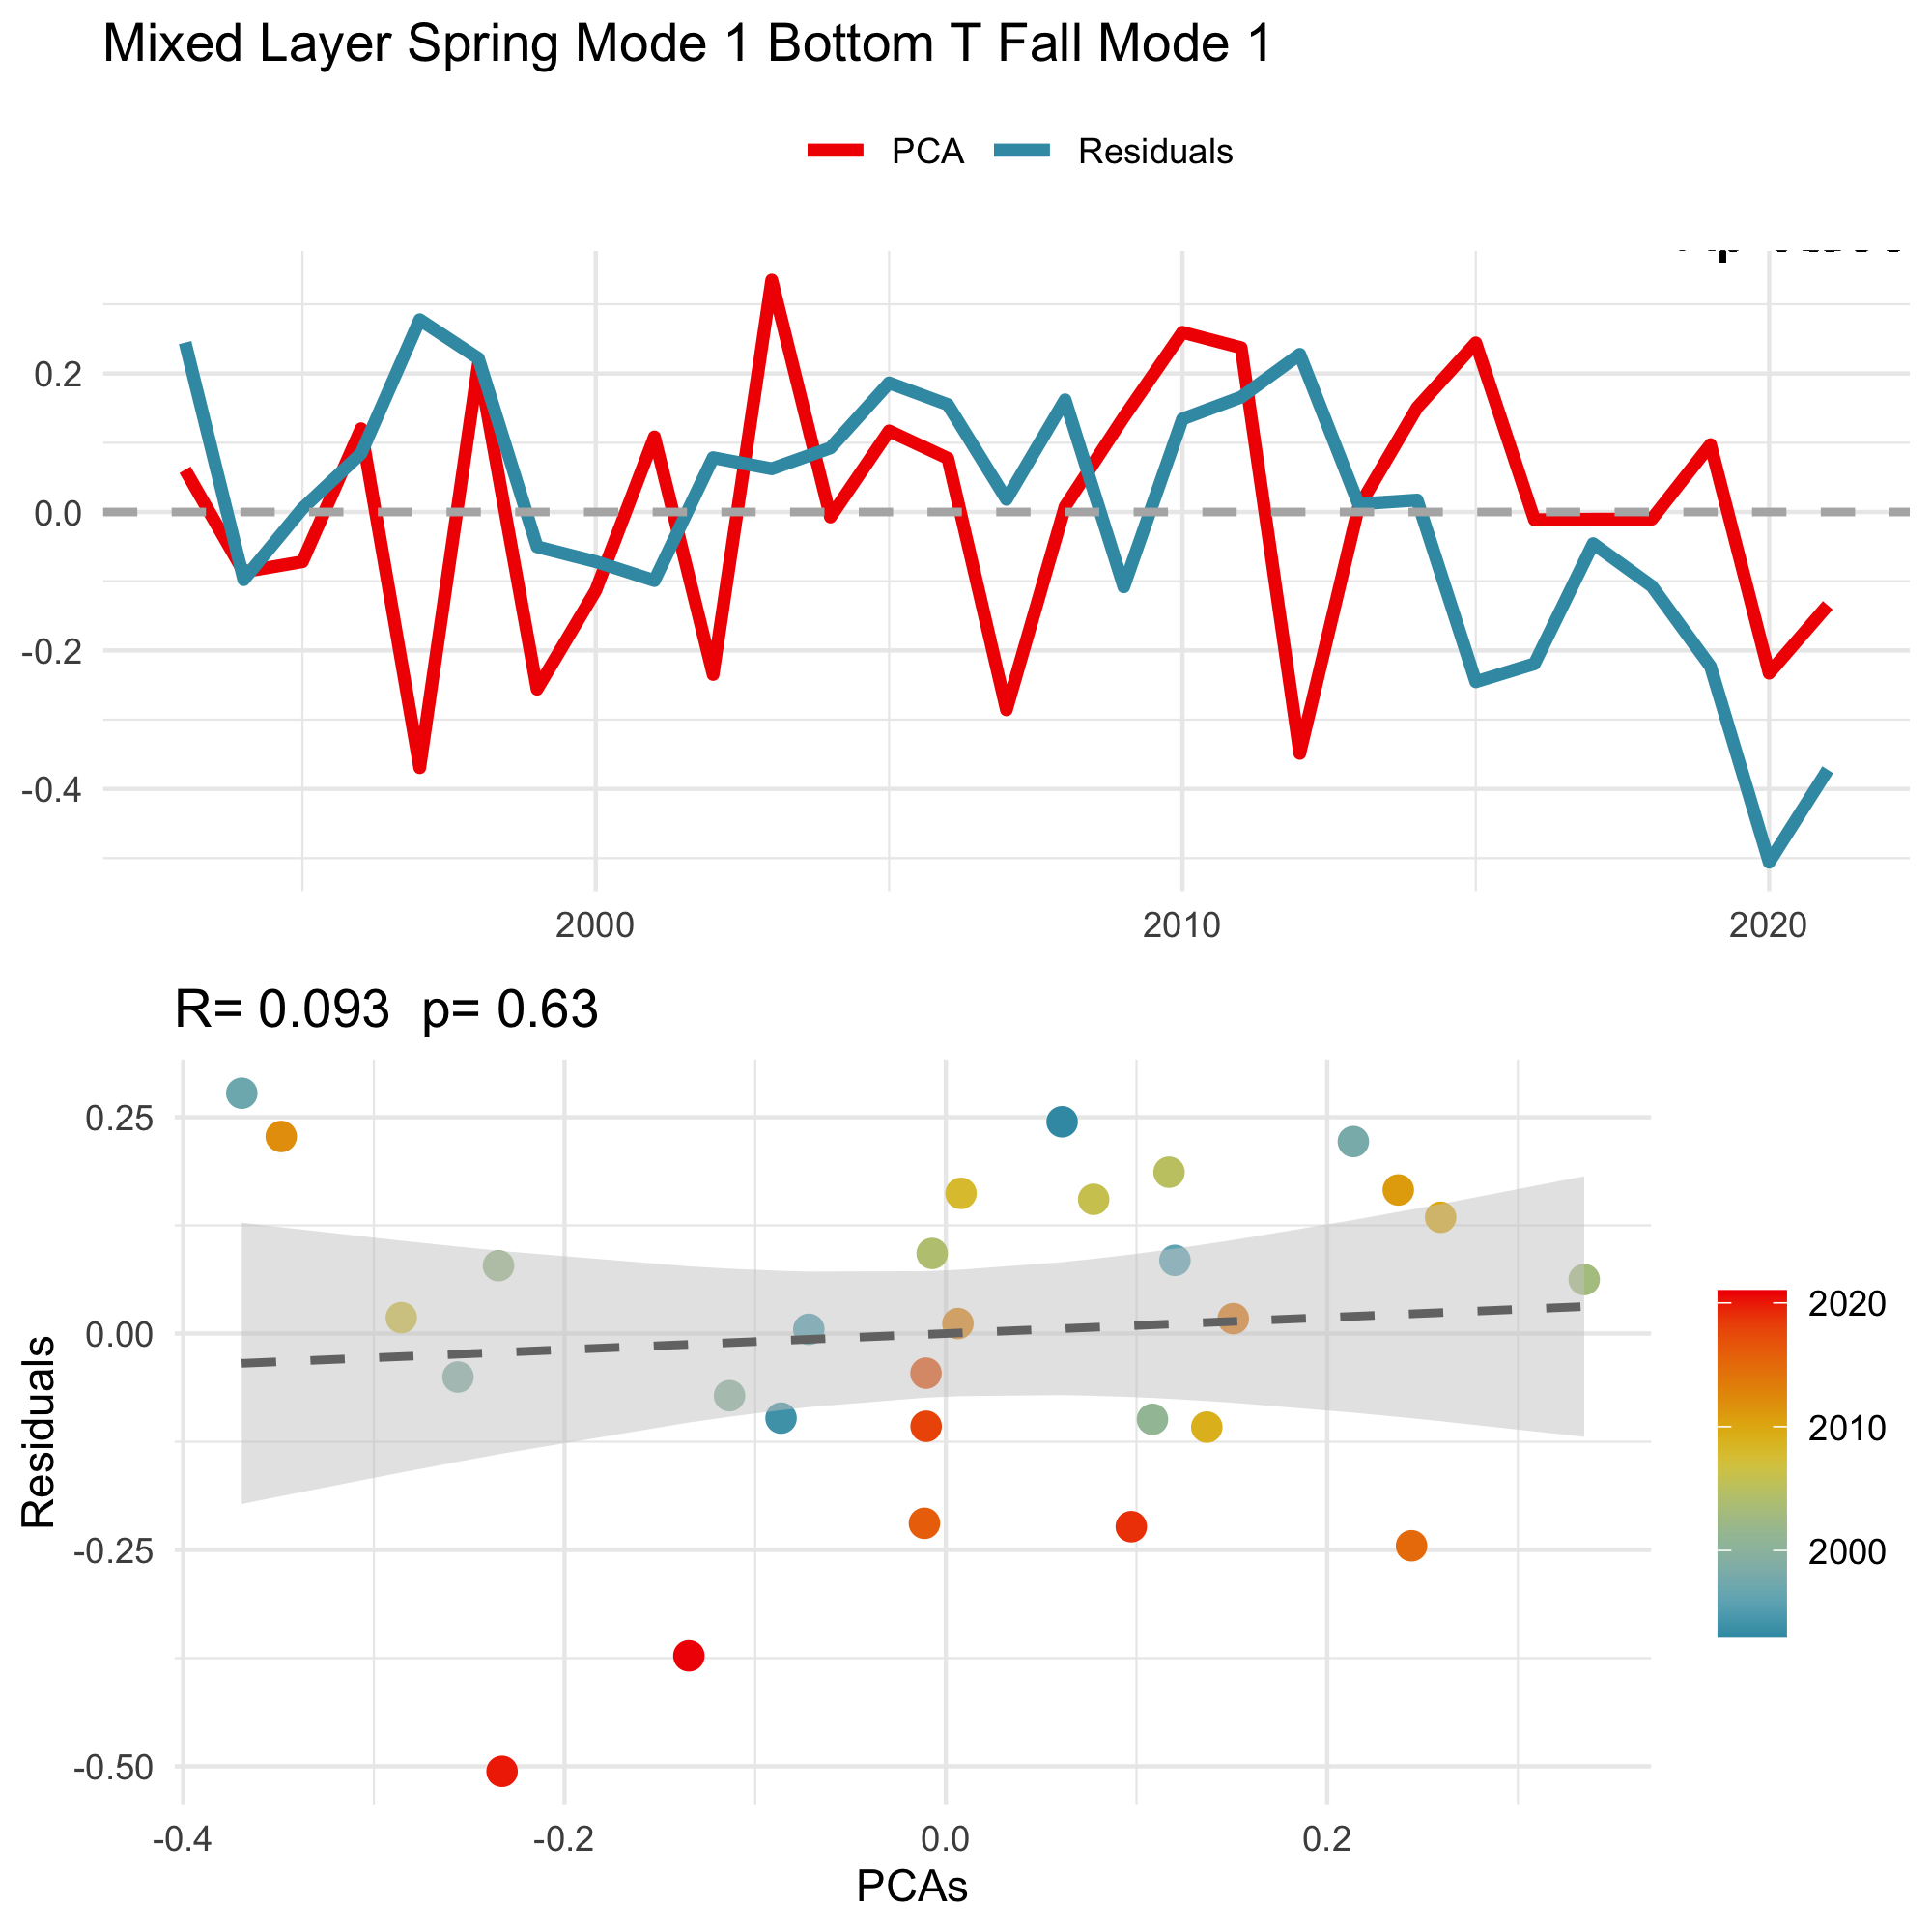 Mixed Layer Spring Mode 1 Bottom T Fall Mode 1
PCA Residuals
0.2
0.0
-0.2
-0.4
2000 2010 2020
R= 0.093 p= 0.63
0.25
0.00
-0.25
-0.50
Residuals
-0.4 -0.2 0.0 0.2
PCAs
2020
2010
2000